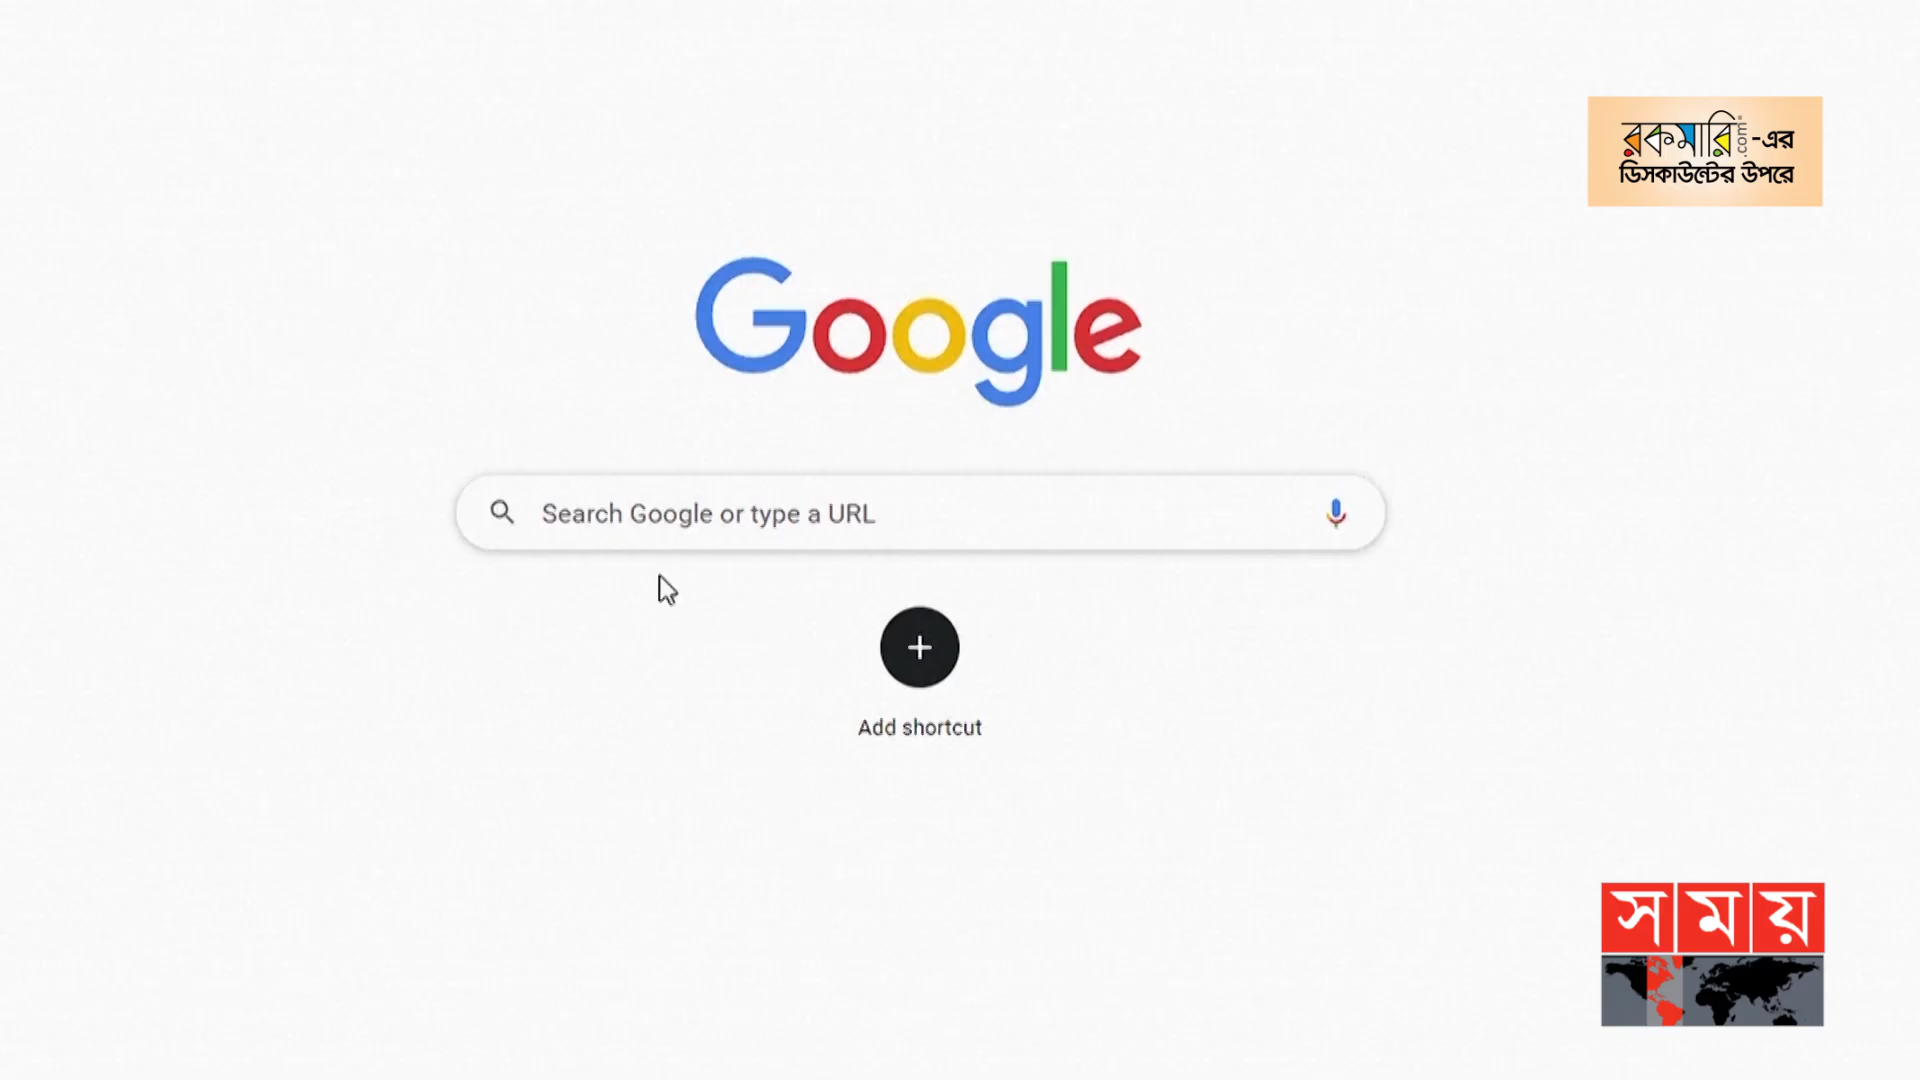 রকমারি.com -এর
ডিসকাউন্টের উপরে
Google
Search Google or type a URL
Add shortcut
সময়